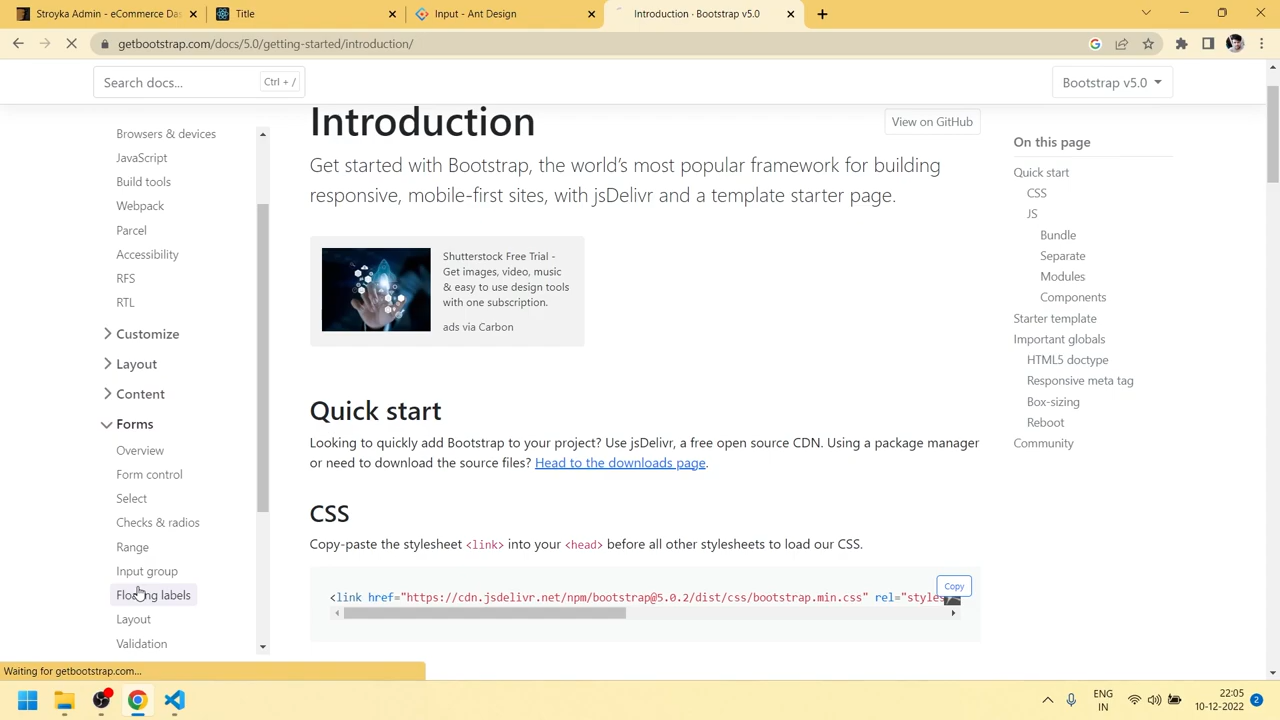 Stroyka Admin - eCommerce Das
Title
Input - Ant Design
Introduction · Bootstrap v5.0
getbootstrap.com/docs/5.0/getting-started/introduction/
Search docs...
Ctrl + /
Bootstrap v5.0
Browsers & devices
JavaScript
Build tools
Webpack
Parcel
Accessibility
RFS
RTL
Customize
Layout
Content
Forms
Overview
Form control
Select
Checks & radios
Range
Input group
Floating labels
Layout
Validation
Introduction
View on GitHub
Get started with Bootstrap, the world's most popular framework for building
responsive, mobile-first sites, with jsDelivr and a template starter page.
Shutterstock Free Trial -
Get images, video, music
& easy to use design tools
with one subscription.
ads via Carbon
Quick start
Looking to quickly add Bootstrap to your project? Use jsDelivr, a free open source CDN. Using a package manager
or need to download the source files? Head to the downloads page.
CSS
Copy-paste the stylesheet <link> into your <head> before all other stylesheets to load our CSS.
Copy
<link href="https://cdn.jsdelivr.net/npm/bootstrap@5.0.2/dist/css/bootstrap.min.css" rel="styles
On this page
Quick start
CSS
JS
Bundle
Separate
Modules
Components
Starter template
Important globals
HTML5 doctype
Responsive meta tag
Box-sizing
Reboot
Community
Waiting for getbootstrap.com...
ENG
IN
22:05
10-12-2022
2